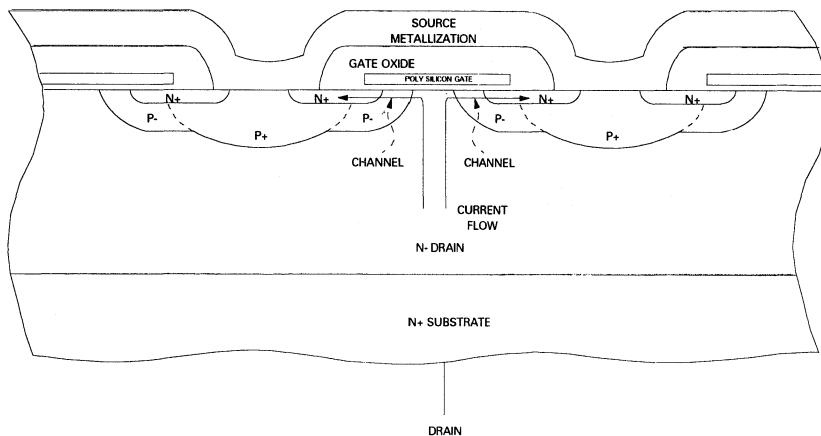 SOURCE
METALLIZATION
GATE OXIDE
POLY SILICON GATE
N+
N+
N+
N+
P-
P+
P-
P-
P+
P-
CHANNEL
CHANNEL
CURRENT
FLOW
N- DRAIN
N+ SUBSTRATE
DRAIN